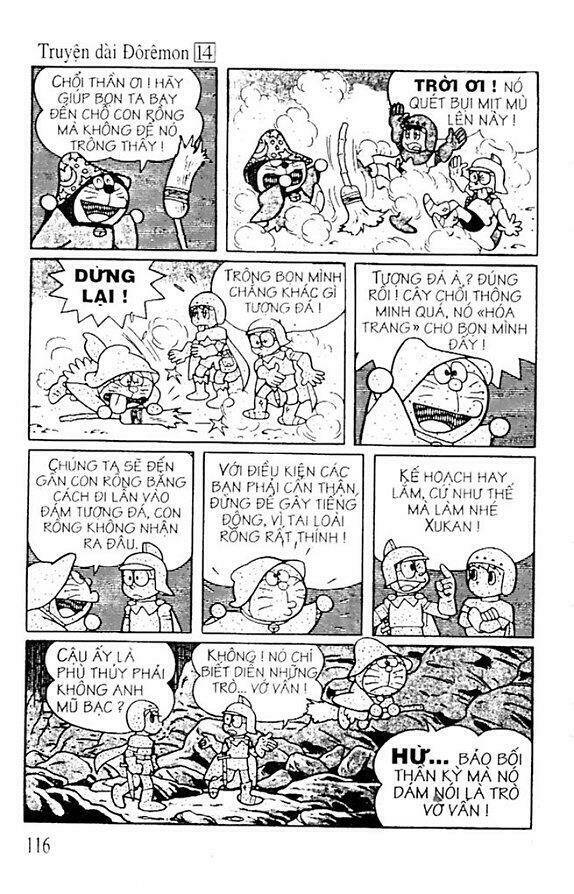 Truyện dài Đôrêmon 14
CHỔI THẦN ƠI ! HÃY
GIÚP BỌN TA BAY
ĐẾN CHỖ CON RỒNG
MÀ KHÔNG ĐỂ NÓ
TRÔNG THẤY !
TRỜI ƠI ! NÓ
QUÉT BỤI MỊT MÙ
LÊN NÀY !
DỪNG
LẠI !
TRÔNG BỌN MÌNH
CHẲNG KHÁC GÌ
TƯỢNG ĐÁ !
TƯỢNG ĐÁ À ? ĐÚNG
RỒI ! CÂY CHỔI THÔNG
MINH QUÁ, NÓ «HÓA
TRANG» CHO BỌN MÌNH
ĐẤY !
CHÚNG TA SẼ ĐẾN
GẦN CON RỒNG BẰNG
CÁCH ĐI LẪN VÀO
ĐÁM TƯỢNG ĐÁ, CON
RỒNG KHÔNG NHẬN
RA ĐÂU.
VỚI ĐIỀU KIỆN CÁC
BẠN PHẢI CẨN THẬN,
ĐỪNG ĐỂ GÂY TIẾNG
ĐỘNG, VÌ TAI LOÀI
RỒNG RẤT THÍNH !
KẾ HOẠCH HAY
LẮM, CỨ NHƯ THẾ
MÀ LÀM NHÉ
XUKAN !
CẬU ẤY LÀ
PHÙ THỦY PHẢI
KHÔNG ANH
MŨ BẠC ?
KHÔNG ! NÓ CHỈ
BIẾT DIỄN NHỮNG
TRÒ... VỚ VẨN !
HỪ... BẢO BỐI
THẦN KỲ MÀ NÓ
DÁM NÓI LÀ TRÒ
VỚ VẨN !
116